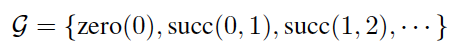 𝒢 = {zero(0), succ(0, 1), succ(1, 2), ⋯}